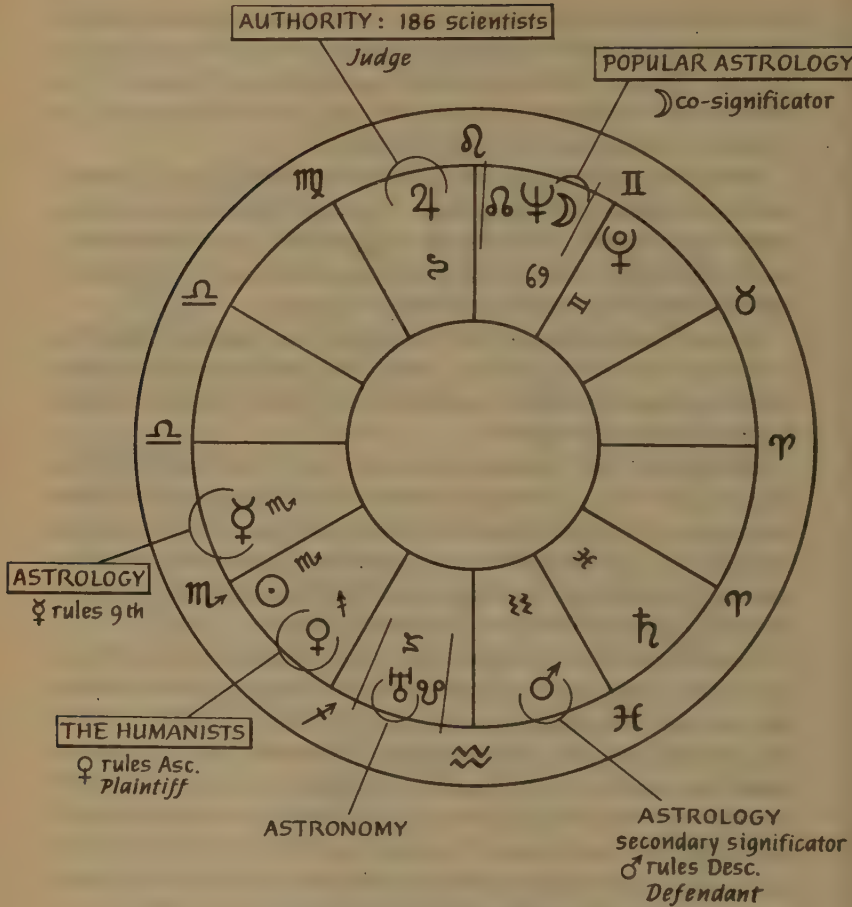 AUTHORITY: 186 scientists
Judge
POPULAR ASTROLOGY
☽ co-significator
♌
♍
♃
☊ ♆ ☽
♊
♇
♋
♊
♎
♉
♎
♈
☿ ♏
ASTROLOGY
☿ rules 9th
♏
☉ ♏
♀ ♐
♓
♄
♈
♑
♅ ☋
♂
♐
♓
THE HUMANISTS
♀ rules Asc.
Plaintiff
♒
ASTRONOMY
ASTROLOGY
secondary significator
♂ rules Desc.
Defendant